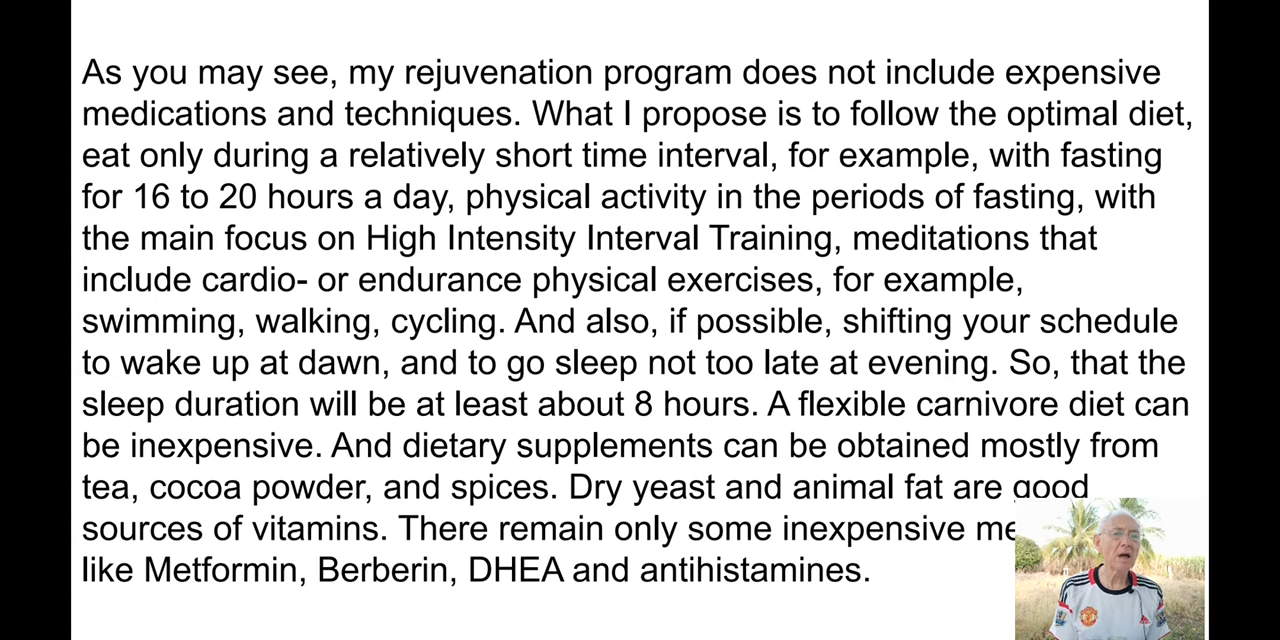 As you may see, my rejuvenation program does not include expensive
medications and techniques. What I propose is to follow the optimal diet,
eat only during a relatively short time interval, for example, with fasting
for 16 to 20 hours a day, physical activity in the periods of fasting, with
the main focus on High Intensity Interval Training, meditations that
include cardio- or endurance physical exercises, for example,
swimming, walking, cycling. And also, if possible, shifting your schedule
to wake up at dawn, and to go sleep not too late at evening. So, that the
sleep duration will be at least about 8 hours. A flexible carnivore diet can
be inexpensive. And dietary supplements can be obtained mostly from
tea, cocoa powder, and spices. Dry yeast and animal fat are good
sources of vitamins. There remain only some inexpensive
like Metformin, Berberin, DHEA and antihistamines.